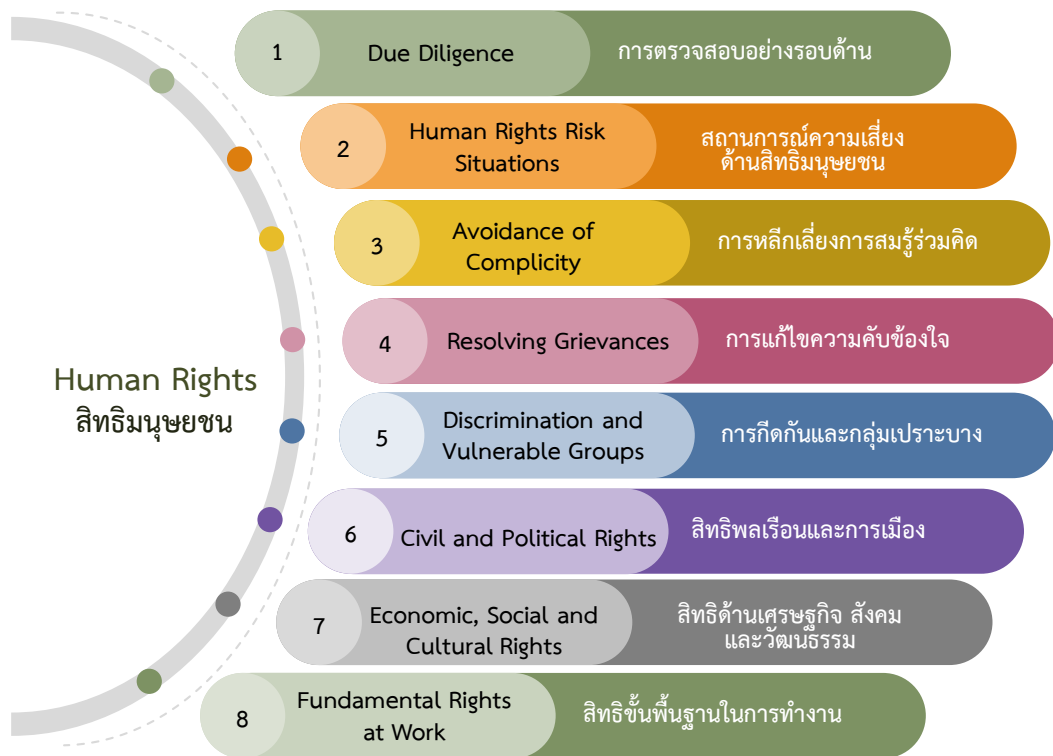 Human Rights
สิทธิมนุษยชน
1
Due Diligence
การตรวจสอบอย่างรอบด้าน
2
Human Rights Risk
Situations
สถานการณ์ความเสี่ยง
ด้านสิทธิมนุษยชน
3
Avoidance of
Complicity
การหลีกเลี่ยงการสมรู้ร่วมคิด
4
Resolving Grievances
การแก้ไขความคับข้องใจ
5
Discrimination and
Vulnerable Groups
การกีดกันและกลุ่มเปราะบาง
6
Civil and Political Rights
สิทธิพลเรือนและการเมือง
7
Economic, Social and
Cultural Rights
สิทธิด้านเศรษฐกิจ สังคม
และวัฒนธรรม
8
Fundamental Rights
at Work
สิทธิขั้นพื้นฐานในการทำงาน